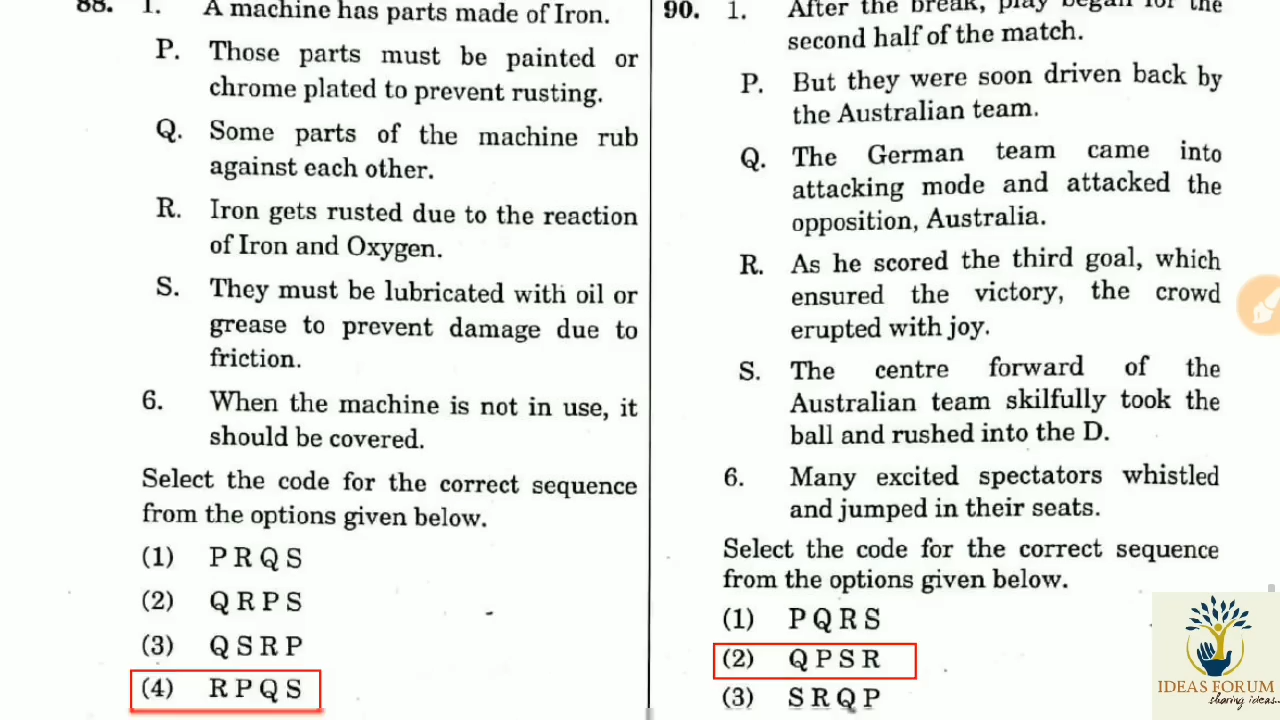 88. 1. A machine has parts made of Iron.
P. Those parts must be painted or
chrome plated to prevent rusting.
Q. Some parts of the machine rub
against each other.
R. Iron gets rusted due to the reaction
of Iron and Oxygen.
S. They must be lubricated with oil or
grease to prevent damage due to
friction.
6. When the machine is not in use, it
should be covered.
Select the code for the correct sequence
from the options given below.
(1) P R Q S
(2) Q R P S
(3) Q S R P
(4) R P Q S
90. 1. After the break, play began for the
second half of the match.
P. But they were soon driven back by
the Australian team.
Q. The German team came into
attacking mode and attacked the
opposition, Australia.
R. As he scored the third goal, which
ensured the victory, the crowd
erupted with joy.
S. The centre forward of the
Australian team skilfully took the
ball and rushed into the D.
6. Many excited spectators whistled
and jumped in their seats.
Select the code for the correct sequence
from the options given below.
(1) P Q R S
(2) Q P S R
(3) S R Q P
IDEAS FORUM
sharing ideas..